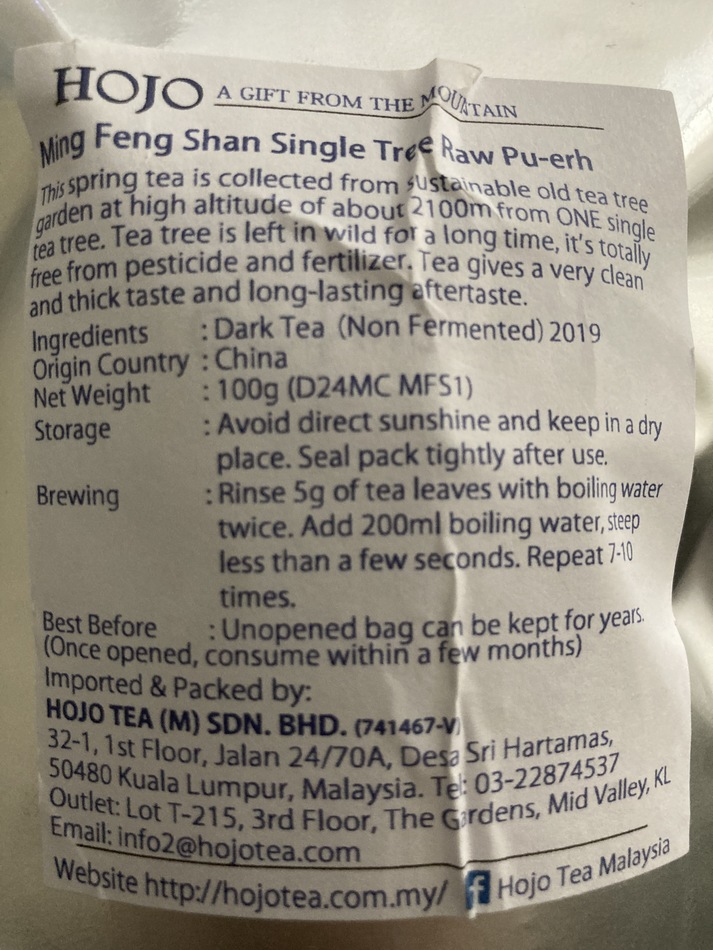 HOJO A GIFT FROM THE MOUNTAIN
Ming Feng Shan Single Tree Raw Pu-erh
This spring tea is collected from sustainable old tea tree
garden at high altitude of about 2100m from ONE single
tea tree. Tea tree is left in wild for a long time, it's totally
free from pesticide and fertilizer. Tea gives a very clean
and thick taste and long-lasting aftertaste.
Ingredients : Dark Tea (Non Fermented) 2019
Origin Country : China
Net Weight : 100g (D24MC MFS1)
Storage : Avoid direct sunshine and keep in a dry
place. Seal pack tightly after use.
Brewing : Rinse 5g of tea leaves with boiling water
twice. Add 200ml boiling water, steep
less than a few seconds. Repeat 7-10
times.
Best Before : Unopened bag can be kept for years.
(Once opened, consume within a few months)
Imported & Packed by:
HOJO TEA (M) SDN. BHD. (741467-V)
32-1, 1st Floor, Jalan 24/70A, Desa Sri Hartamas,
50480 Kuala Lumpur, Malaysia. Tel: 03-22874537
Outlet: Lot T-215, 3rd Floor, The Gardens, Mid Valley, KL
Email: info2@hojotea.com
Website http://hojotea.com.my/ f Hojo Tea Malaysia